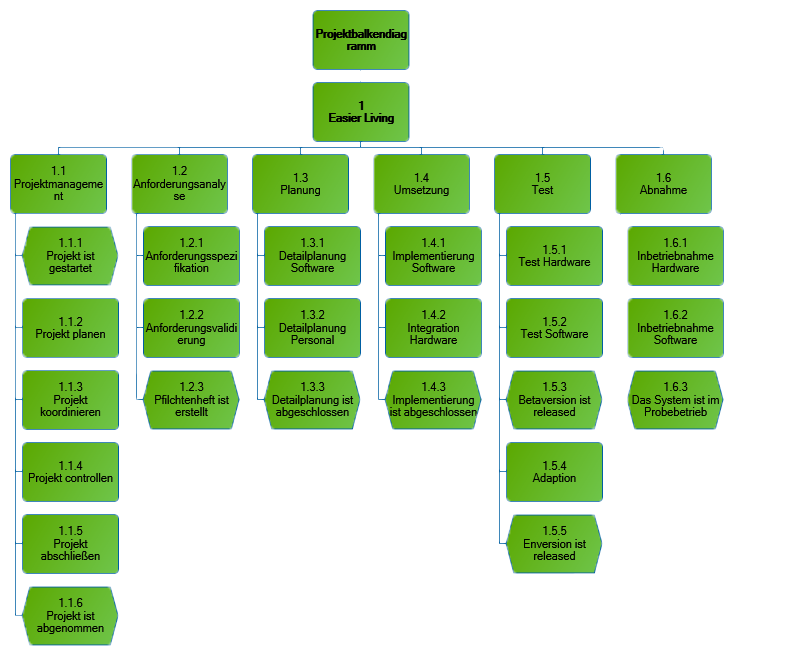 Projektbalkendiag
ramm
1
Easier Living
1.1
Projektmanageme
nt
1.2
Anforderungsanaly
se
1.3
Planung
1.4
Umsetzung
1.5
Test
1.6
Abnahme
1.1.1
Projekt ist
gestartet
1.1.2
Projekt planen
1.1.3
Projekt
koordinieren
1.1.4
Projekt controllen
1.1.5
Projekt
abschließen
1.1.6
Projekt ist
abgenommen
1.2.1
Anforderungsspezi
fikation
1.2.2
Anforderungsvalidi
erung
1.2.3
Pfilchtenheft ist
erstellt
1.3.1
Detailplanung
Software
1.3.2
Detailplanung
Personal
1.3.3
Detailplanung ist
abgeschlossen
1.4.1
Implementierung
Software
1.4.2
Integration
Hardware
1.4.3
Implementierung
ist abgeschlossen
1.5.1
Test Hardware
1.5.2
Test Software
1.5.3
Betaversion ist
released
1.5.4
Adaption
1.5.5
Enversion ist
released
1.6.1
Inbetriebnahme
Hardware
1.6.2
Inbetriebnahme
Software
1.6.3
Das System ist im
Probebetrieb